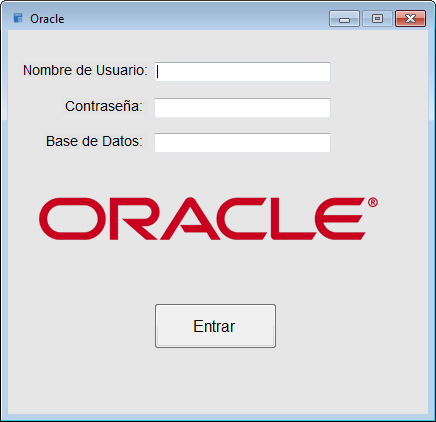 Oracle
Nombre de Usuario:
Contraseña:
Base de Datos:
ORACLE®
Entrar